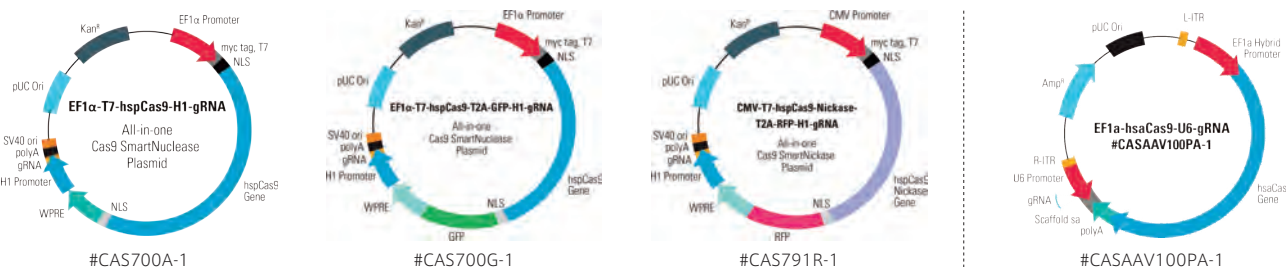 EF1α Promoter
Kanᴿ
myc tag, T7
NLS
pUC Ori
EF1α-T7-hspCas9-H1-gRNA
All-in-one
Cas9 SmartNuclease
Plasmid
SV40 ori
polyA
gRNA
H1 Promoter
WPRE
NLS
hspCas9
Gene
#CAS700A-1
EF1α Promoter
Kanᴿ
myc tag, T7
NLS
pUC Ori
EF1α-T7-hspCas9-T2A-GFP-H1-gRNA
All-in-one
Cas9 SmartNuclease
Plasmid
SV40 ori
polyA
gRNA
H1 Promoter
WPRE
NLS
GFP
hspCas9
Gene
#CAS700G-1
CMV Promoter
Kanᴿ
myc tag, T7
NLS
pUC Ori
CMV-T7-hspCas9-Nickase-
T2A-RFP-H1-gRNA
All-in-one
Cas9 SmartNickase
Plasmid
SV40 ori
polyA
gRNA
H1 Promoter
WPRE
NLS
RFP
hspCas9
Nickase
Gene
#CAS791R-1
L-ITR
pUC Ori
EF1a Hybrid
Promoter
Ampᴿ
EF1a-hsaCas9-U6-gRNA
#CASAAV100PA-1
R-ITR
U6 Promoter
gRNA
Scaffold sa
polyA
hsaCas
Gene
#CASAAV100PA-1